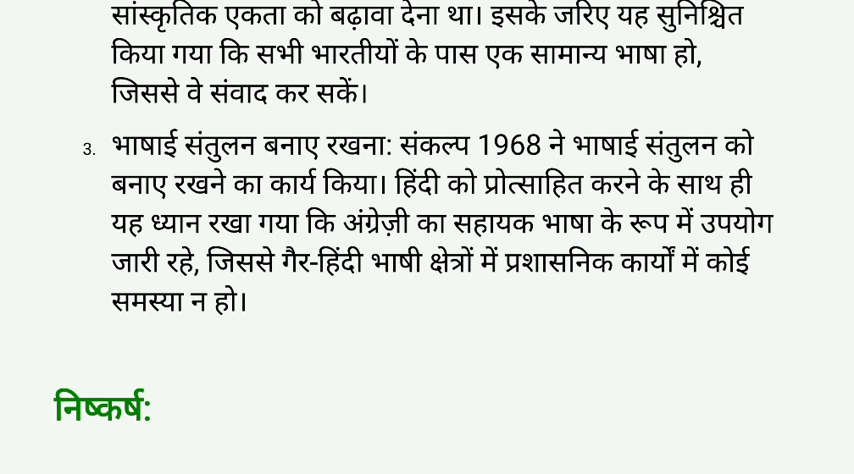 सांस्कृतिक एकता को बढ़ावा देना था। इसके जरिए यह सुनिश्चित
किया गया कि सभी भारतीयों के पास एक सामान्य भाषा हो,
जिससे वे संवाद कर सकें।
3. भाषाई संतुलन बनाए रखना: संकल्प 1968 ने भाषाई संतुलन को
बनाए रखने का कार्य किया। हिंदी को प्रोत्साहित करने के साथ ही
यह ध्यान रखा गया कि अंग्रेज़ी का सहायक भाषा के रूप में उपयोग
जारी रहे, जिससे गैर-हिंदी भाषी क्षेत्रों में प्रशासनिक कार्यों में कोई
समस्या न हो।
निष्कर्ष: